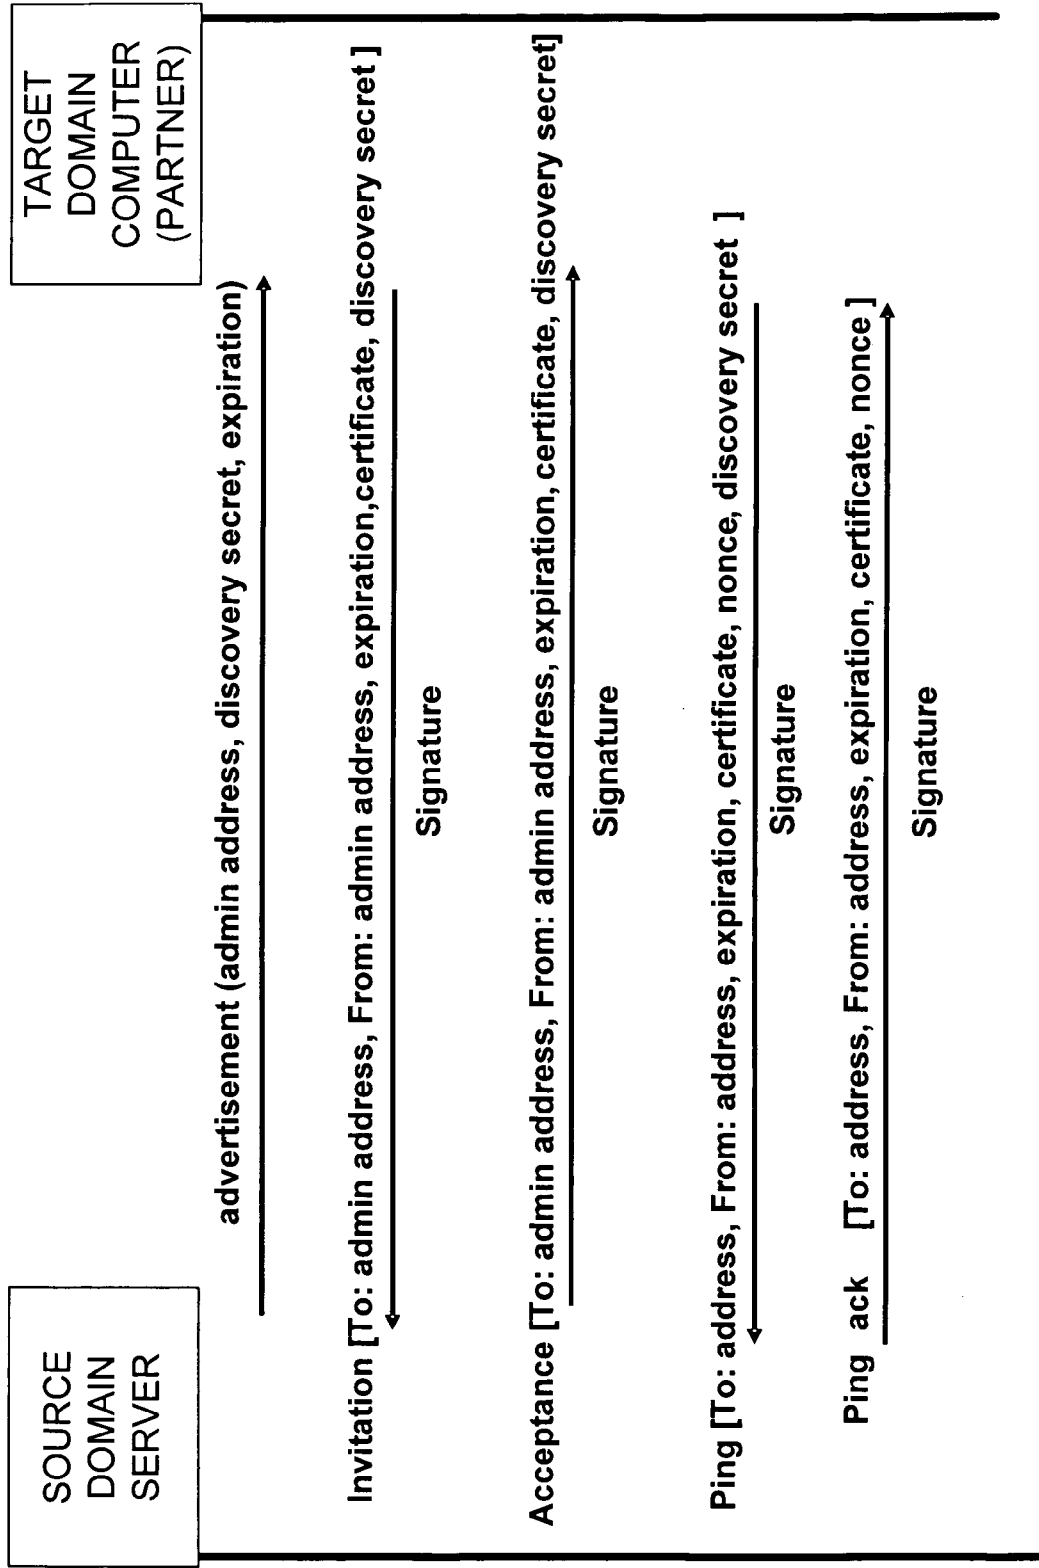 SOURCE
DOMAIN
SERVER
TARGET
DOMAIN
COMPUTER
(PARTNER)
advertisement (admin address, discovery secret, expiration)
Invitation [To: admin address, From: admin address, expiration,certificate, discovery secret ]
Signature
Acceptance [To: admin address, From: admin address, expiration, certificate, discovery secret]
Signature
Ping [To: address, From: address, expiration, certificate, nonce, discovery secret ]
Signature
Ping ack [To: address, From: address, expiration, certificate, nonce ]
Signature